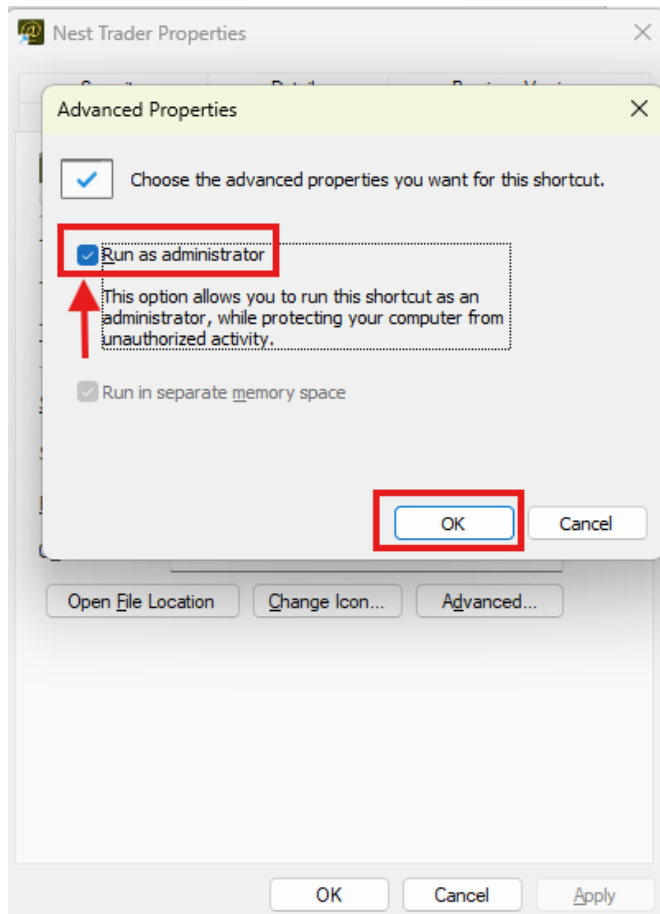 Nest Trader Properties
Advanced Properties
Choose the advanced properties you want for this shortcut.
Run as administrator
This option allows you to run this shortcut as an
administrator, while protecting your computer from
unauthorized activity.
Run in separate memory space
OK Cancel
Open File Location Change Icon... Advanced...
OK Cancel Apply